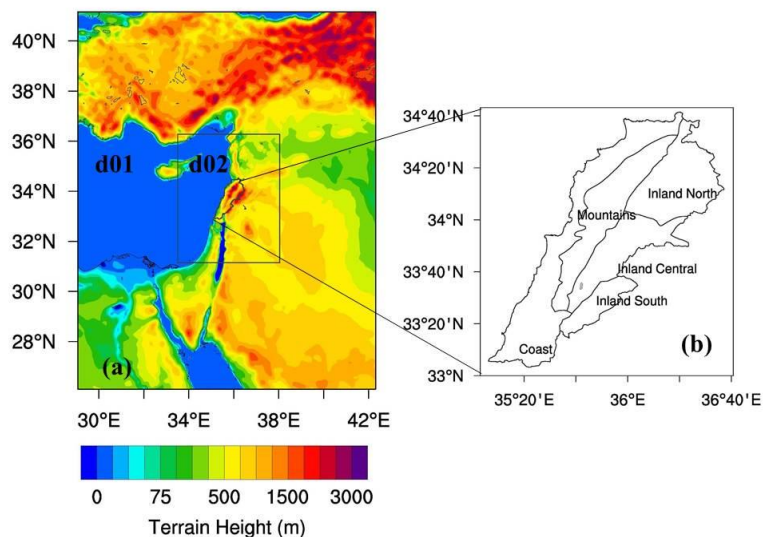 40°N
38°N
36°N
34°N
32°N
30°N
28°N
d01
d02
(a)
30°E
34°E
38°E
42°E
0
75
500
1500
3000
Terrain Height (m)
34°40'N
34°20'N
34°N
33°40'N
33°20'N
33°N
Inland North
Mountains
Inland Central
Inland South
Coast
(b)
35°20'E
36°E
36°40'E